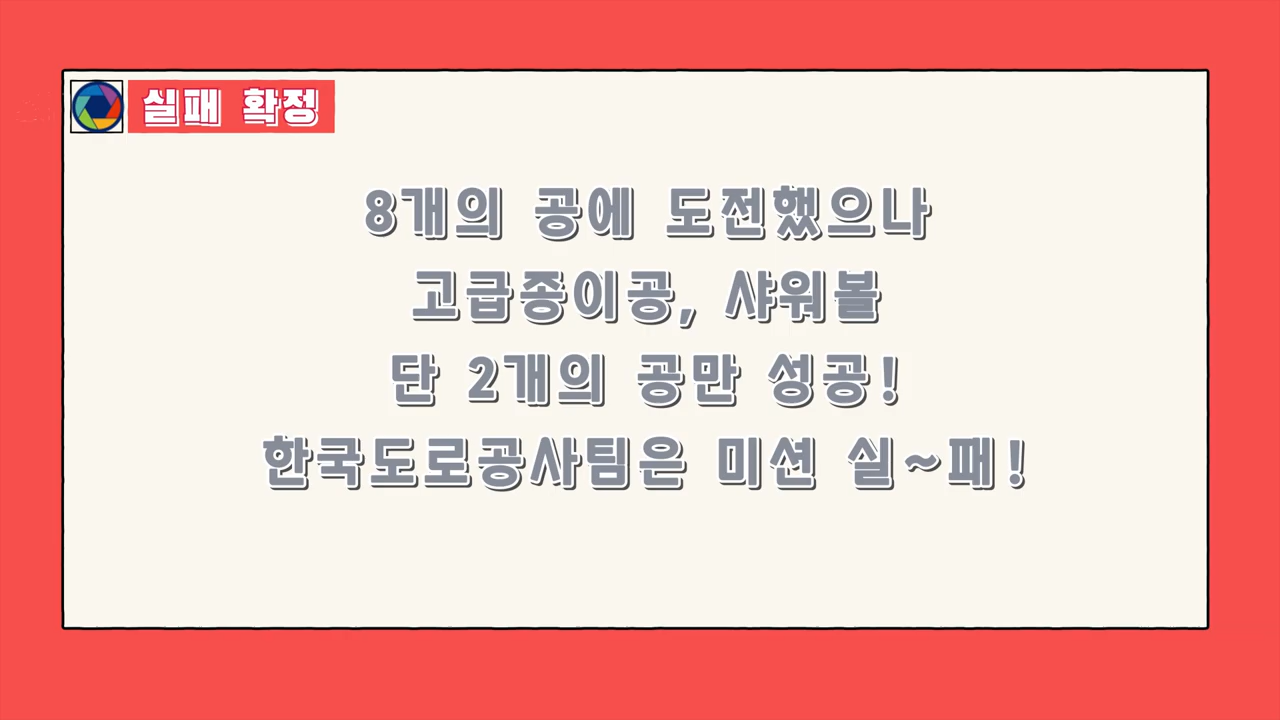 실패 확정
8개의 공에 도전했으나
고급종이공, 샤워볼
단 2개의 공만 성공!
한국도로공사팀은 미션 실~패!